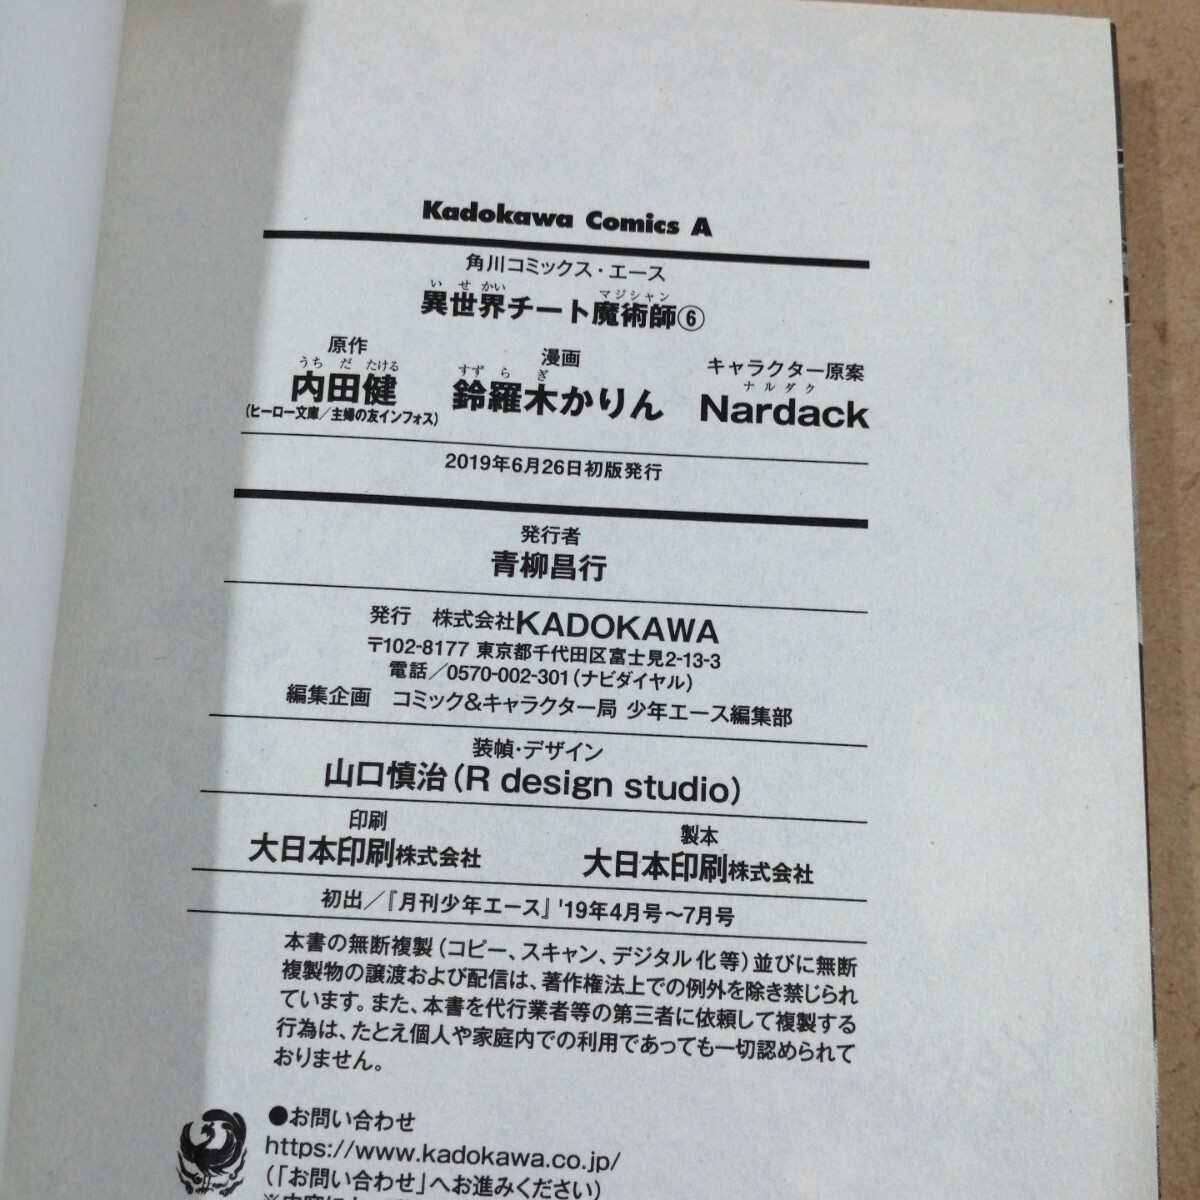 Kadokawa Comics A
角川コミックス・エース
いせかい マジシャン
異世界チート魔術師⑥
原作 漫画 キャラクター原案
うちだ たける すずらぎ ナルダク
内田健 鈴羅木かりん Nardack
(ヒーロー文庫/主婦の友インフォス)
2019年6月26日初版発行
発行者
青柳昌行
発行 株式会社KADOKAWA
〒102-8177 東京都千代田区富士見2-13-3
電話/0570-002-301(ナビダイヤル)
編集企画 コミック&キャラクター局 少年エース編集部
装幀・デザイン
山口慎治(R design studio)
印刷 製本
大日本印刷株式会社 大日本印刷株式会社
初出/『月刊少年エース』'19年4月号〜7月号
本書の無断複製(コピー、スキャン、デジタル化等)並びに無断
複製物の譲渡および配信は、著作権法上での例外を除き禁じられ
ています。また、本書を代行業者等の第三者に依頼して複製する
行為は、たとえ個人や家庭内での利用であっても一切認められて
おりません。
●お問い合わせ
https://www.kadokawa.co.jp/
(「お問い合わせ」へお進みください)